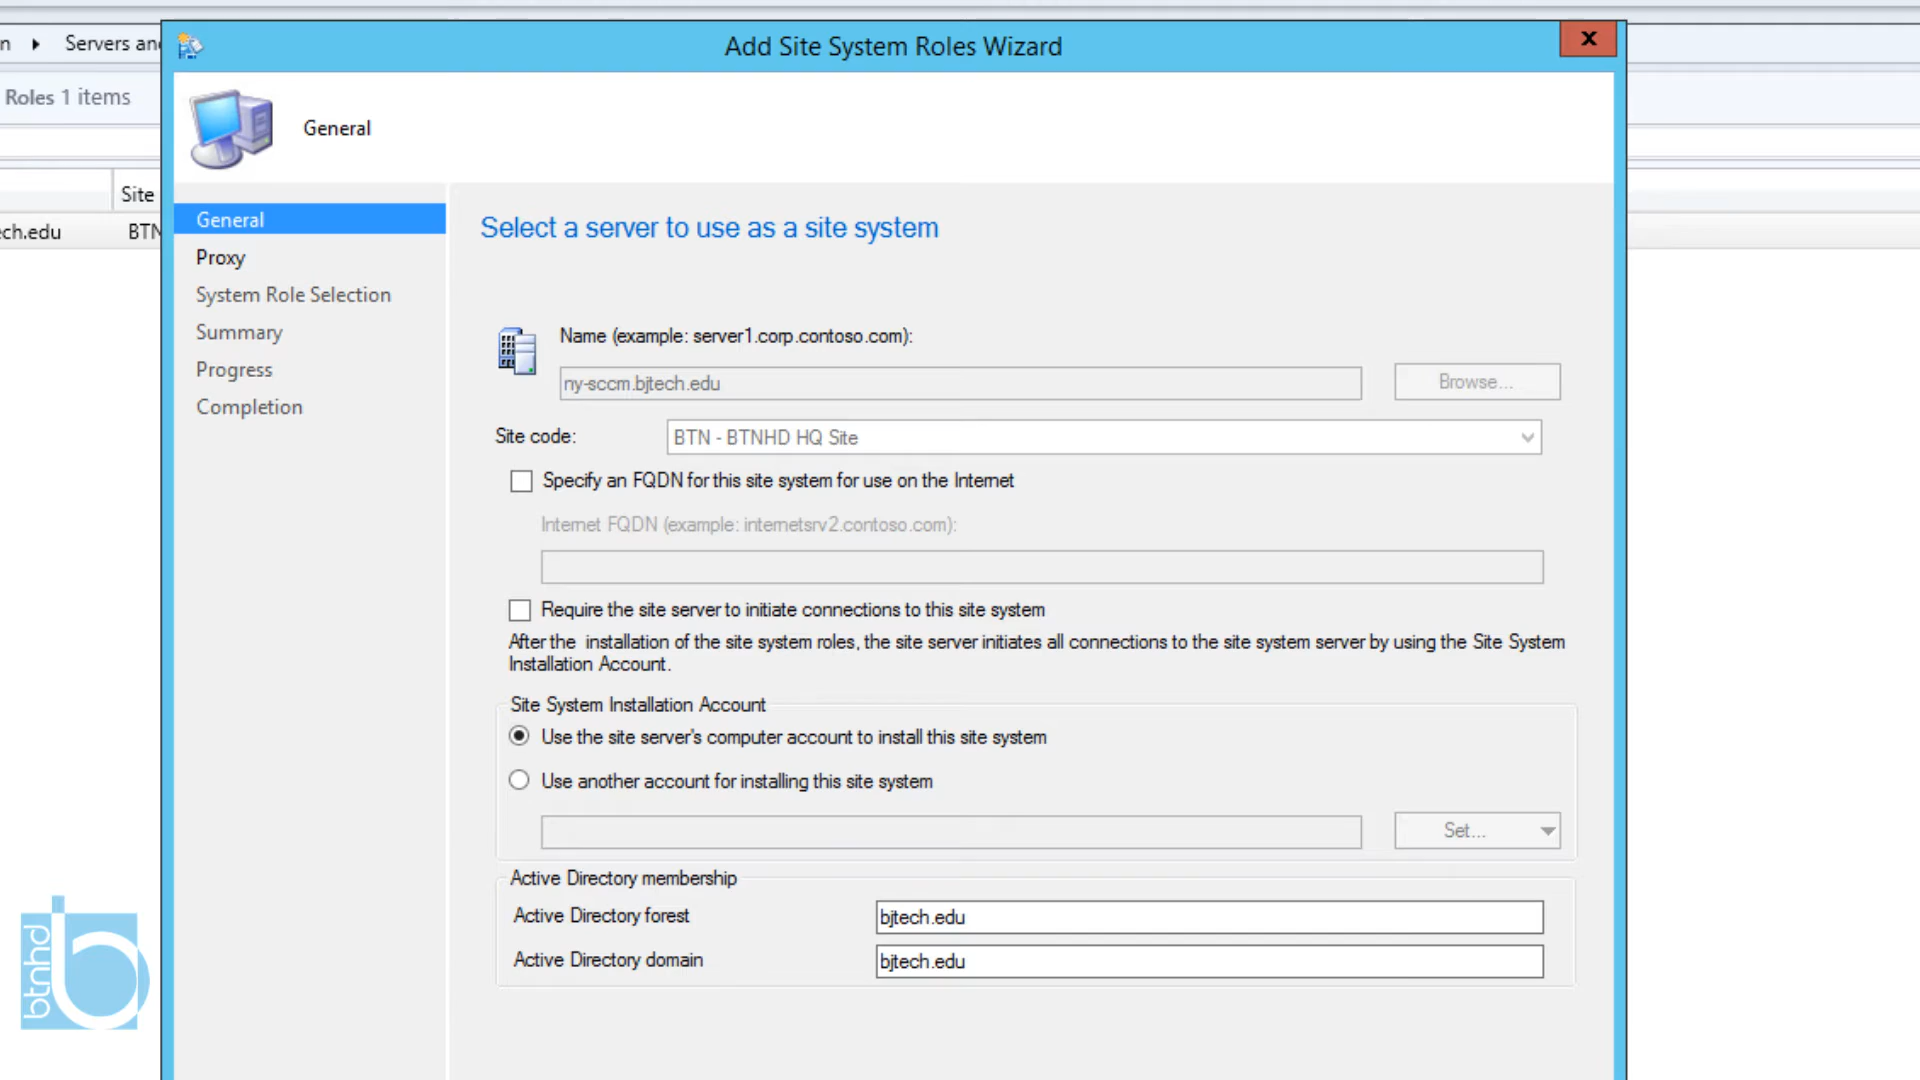 Add Site System Roles Wizard
x
n Servers and
Roles 1 items
Site
ch.edu BTN
General
General
Proxy
System Role Selection
Summary
Progress
Completion
Select a server to use as a site system
Name (example: server1.corp.contoso.com):
ny-sccm.bjtech.edu
Browse...
Site code:
BTN - BTNHD HQ Site
Specify an FQDN for this site system for use on the Internet
Internet FQDN (example: internetsrv2.contoso.com):
Require the site server to initiate connections to this site system
After the installation of the site system roles, the site server initiates all connections to the site system server by using the Site System
Installation Account.
Site System Installation Account
Use the site server's computer account to install this site system
Use another account for installing this site system
Set...
Active Directory membership
Active Directory forest
bjtech.edu
Active Directory domain
bjtech.edu
btnhd
b